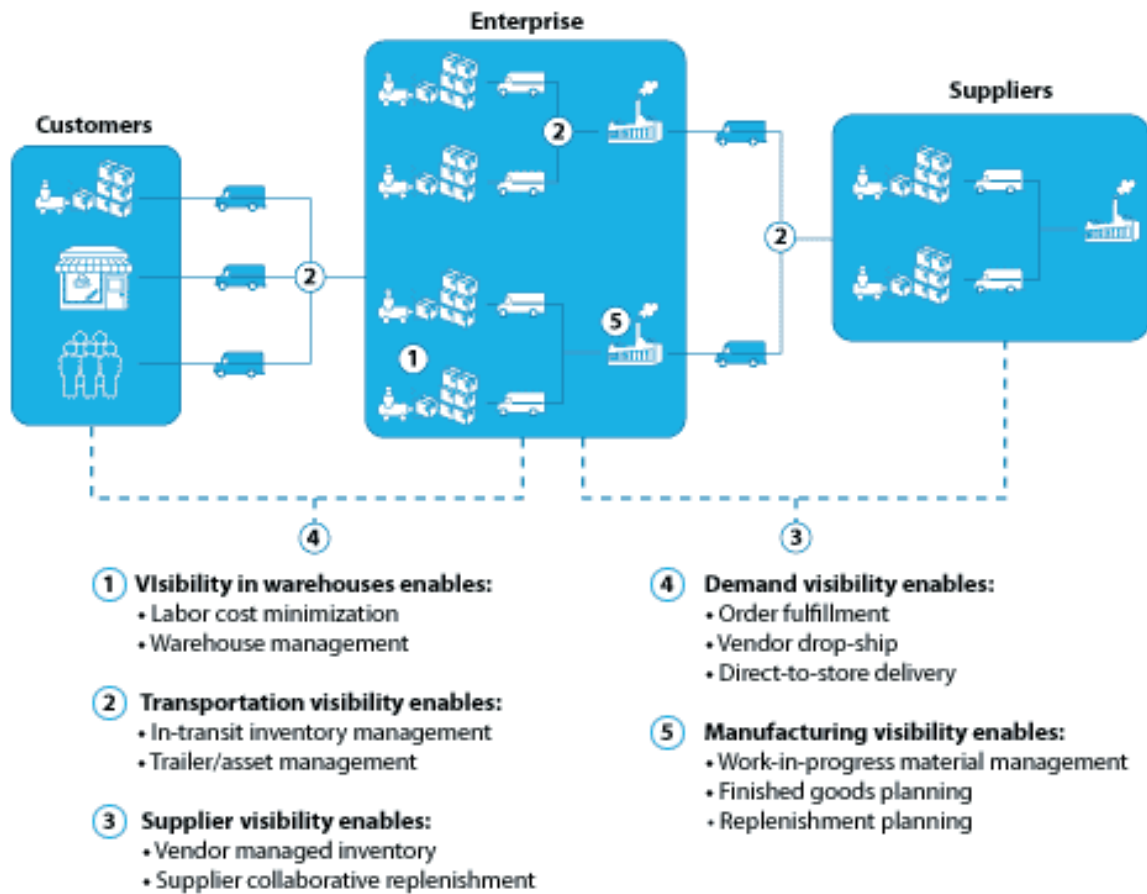 Enterprise
Suppliers
Customers
2
2
2
5
1
4
3
1 VIsibility in warehouses enables:
• Labor cost minimization
• Warehouse management
2 Transportation visibility enables:
• In-transit inventory management
• Trailer/asset management
3 Supplier visibility enables:
• Vendor managed inventory
• Supplier collaborative replenishment
4 Demand visibility enables:
• Order fulfillment
• Vendor drop-ship
• Direct-to-store delivery
5 Manufacturing visibility enables:
• Work-in-progress material management
• Finished goods planning
• Replenishment planning